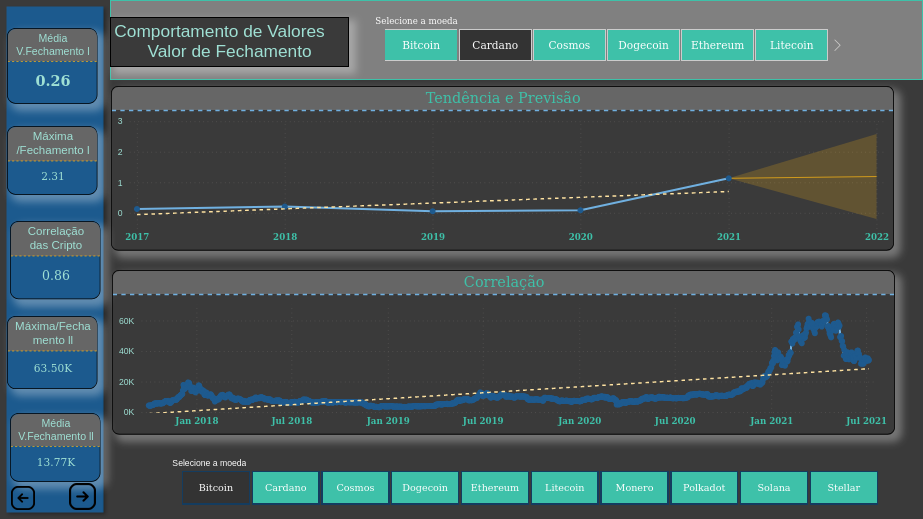 Média
V.Fechamento I
0.26
Máxima
/Fechamento I
2.31
Correlação
das Cripto
0.86
Máxima/Fecha
mento ll
63.50K
Média
V.Fechamento ll
13.77K
Comportamento de Valores
Valor de Fechamento
Selecione a moeda
Bitcoin Cardano Cosmos Dogecoin Ethereum Litecoin
Tendência e Previsão
3
2
1
0
2017 2018 2019 2020 2021 2022
Correlação
60K
40K
20K
0K
Jan 2018 Jul 2018 Jan 2019 Jul 2019 Jan 2020 Jul 2020 Jan 2021 Jul 2021
Selecione a moeda
Bitcoin Cardano Cosmos Dogecoin Ethereum Litecoin Monero Polkadot Solana Stellar